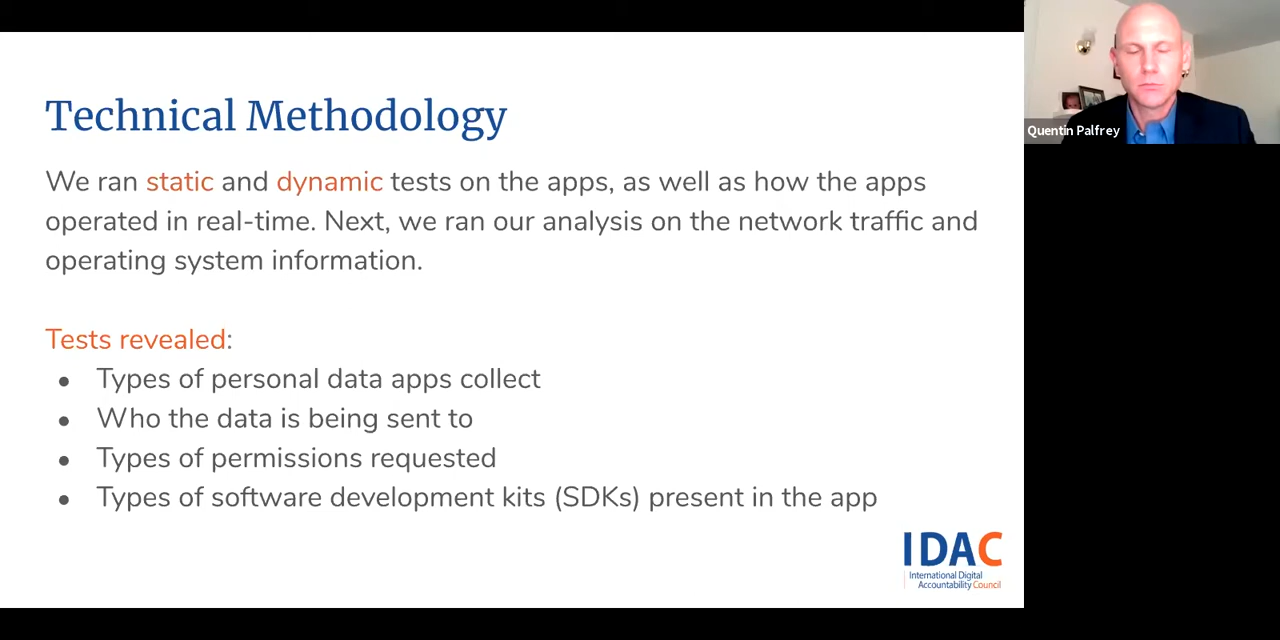 Technical Methodology
We ran static and dynamic tests on the apps, as well as how the apps
operated in real-time. Next, we ran our analysis on the network traffic and
operating system information.
Tests revealed:
● Types of personal data apps collect
● Who the data is being sent to
● Types of permissions requested
● Types of software development kits (SDKs) present in the app
IDAC
International Digital
Accountability Council
Quentin Palfrey